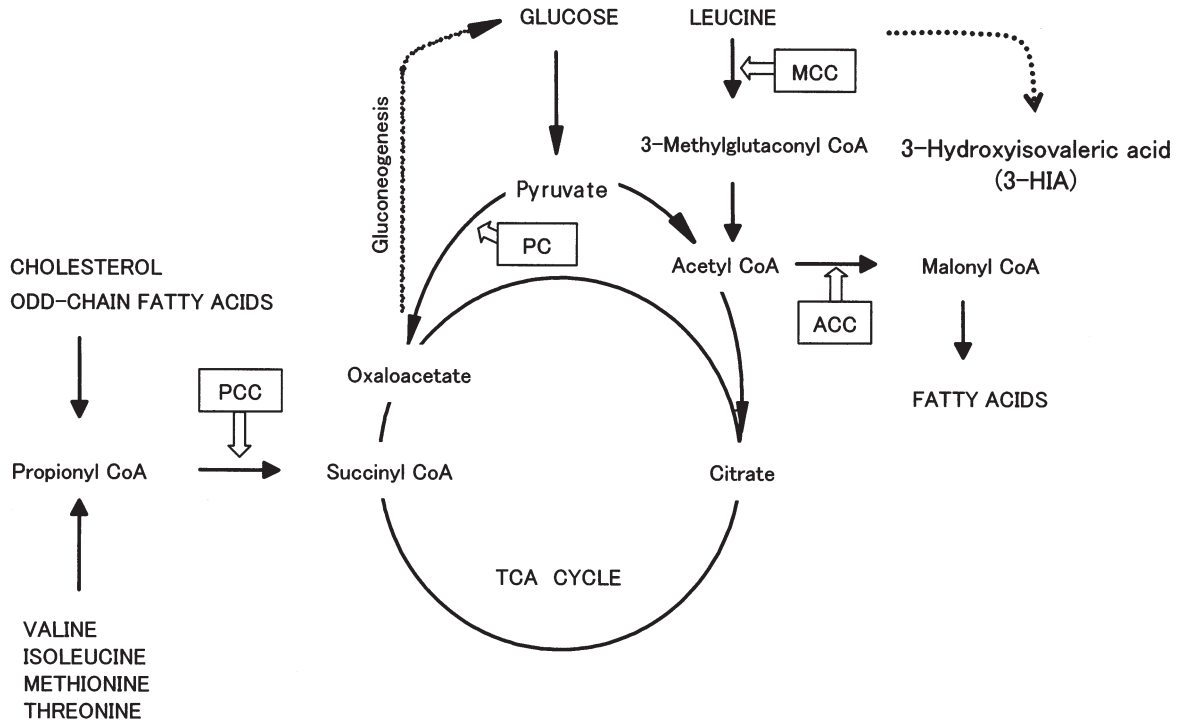 GLUCOSE
LEUCINE
MCC
Gluconeogenesis
3-Methylglutaconyl CoA
3-Hydroxyisovaleric acid
(3-HIA)
Pyruvate
PC
Acetyl CoA
Malonyl CoA
CHOLESTEROL
ODD-CHAIN FATTY ACIDS
ACC
Oxaloacetate
PCC
FATTY ACIDS
Propionyl CoA
Succinyl CoA
Citrate
TCA CYCLE
VALINE
ISOLEUCINE
METHIONINE
THREONINE